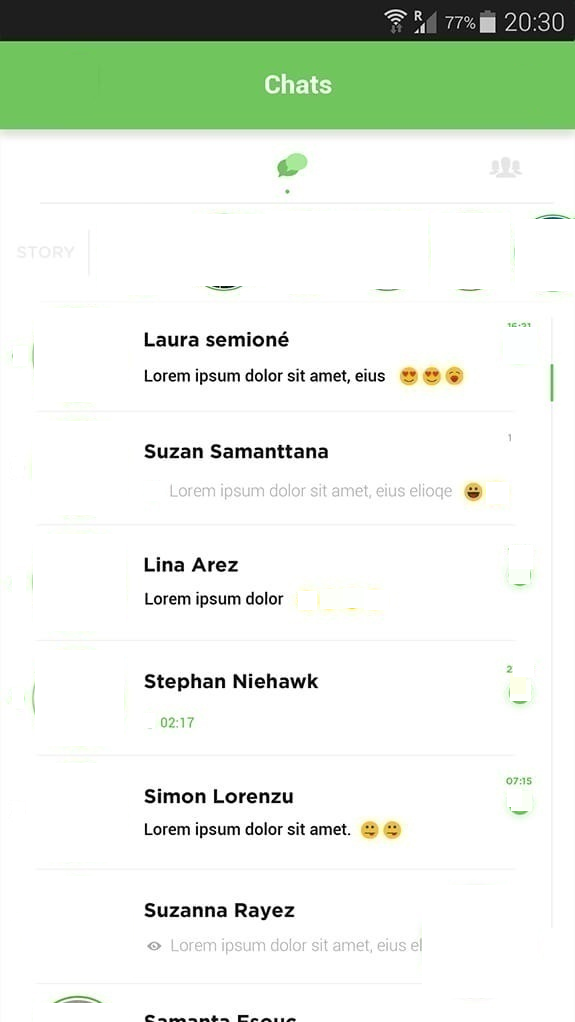 R 77% 20:30
Chats
STORY
Laura semioné
Lorem ipsum dolor sit amet, eius
Suzan Samanttana
1
Lorem ipsum dolor sit amet, eius elioqe
Lina Arez
Lorem ipsum dolor
Stephan Niehawk
2
02:17
Simon Lorenzu
07:15
Lorem ipsum dolor sit amet.
Suzanna Rayez
Lorem ipsum dolor sit amet, eius el
Samanta